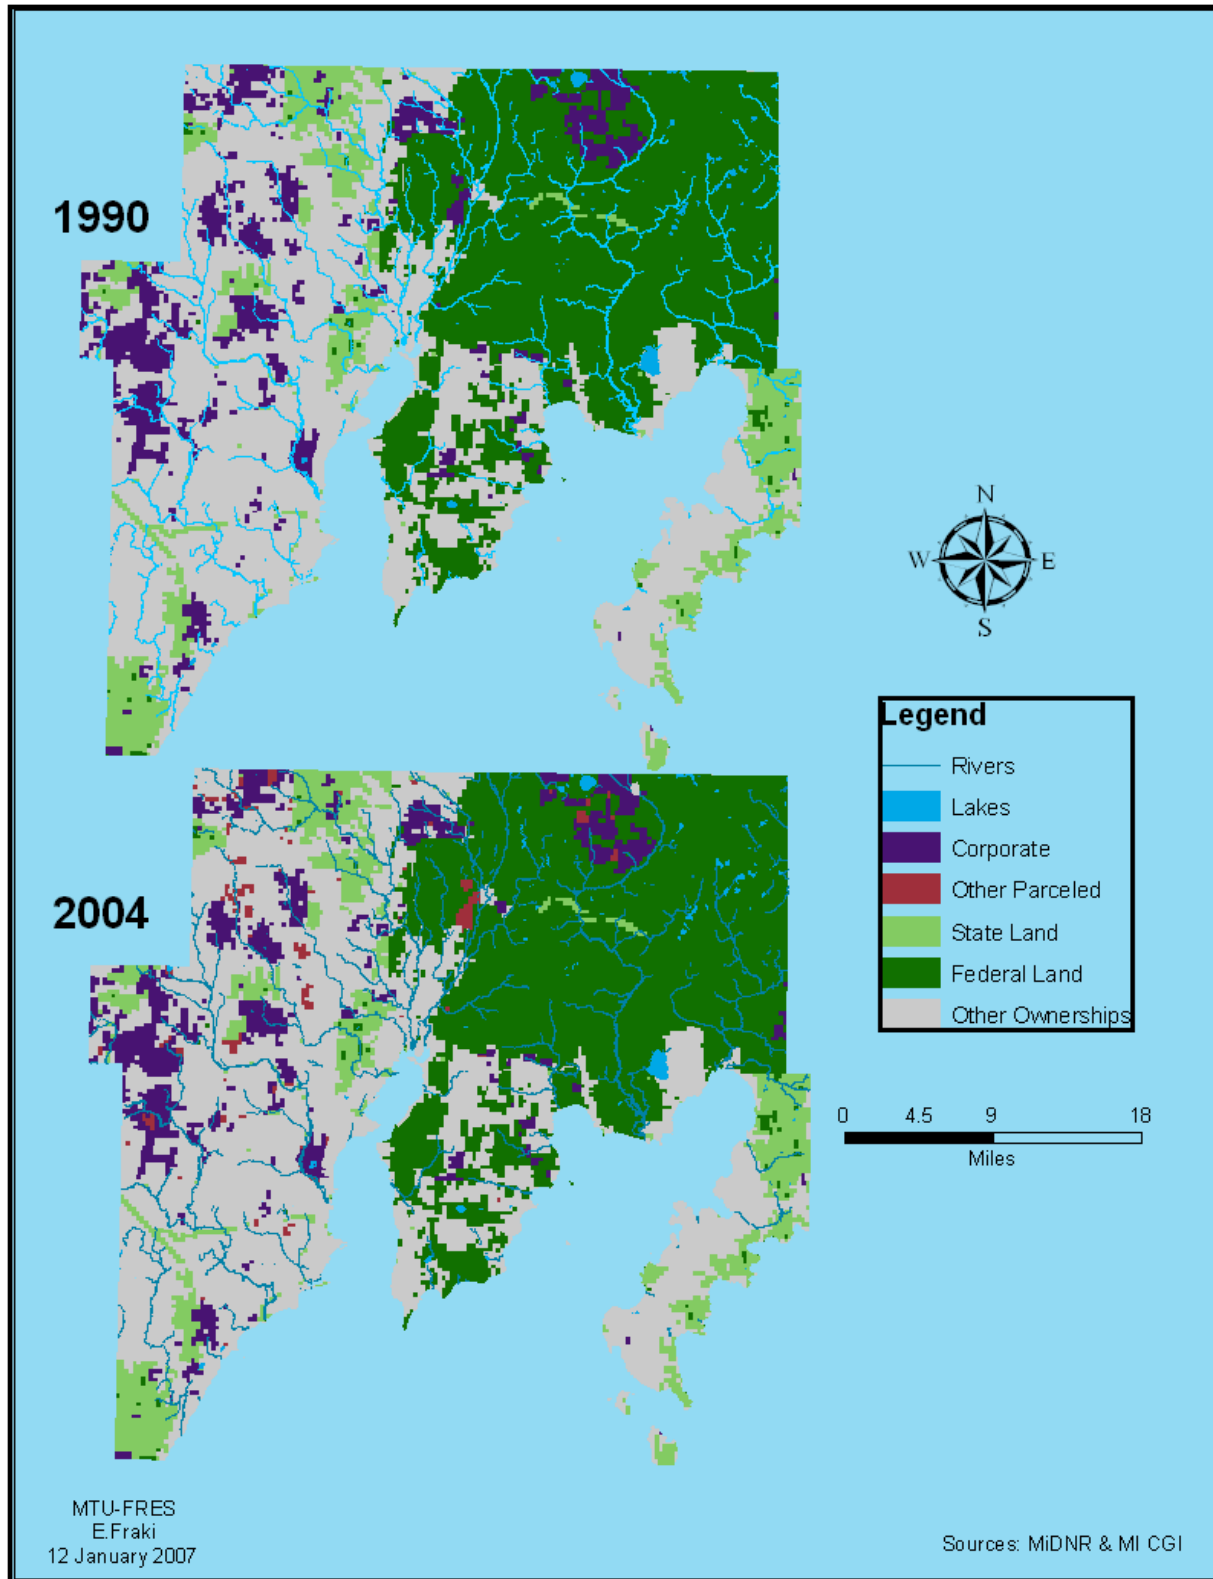 1990
N
W E
S
Legend
Rivers
Lakes
Corporate
Other Parceled
State Land
Federal Land
Other Ownerships
2004
0 4.5 9 18
Miles
MTU-FRES
E.Fraki
12 January 2007
Sources: MiDNR & MI CGI